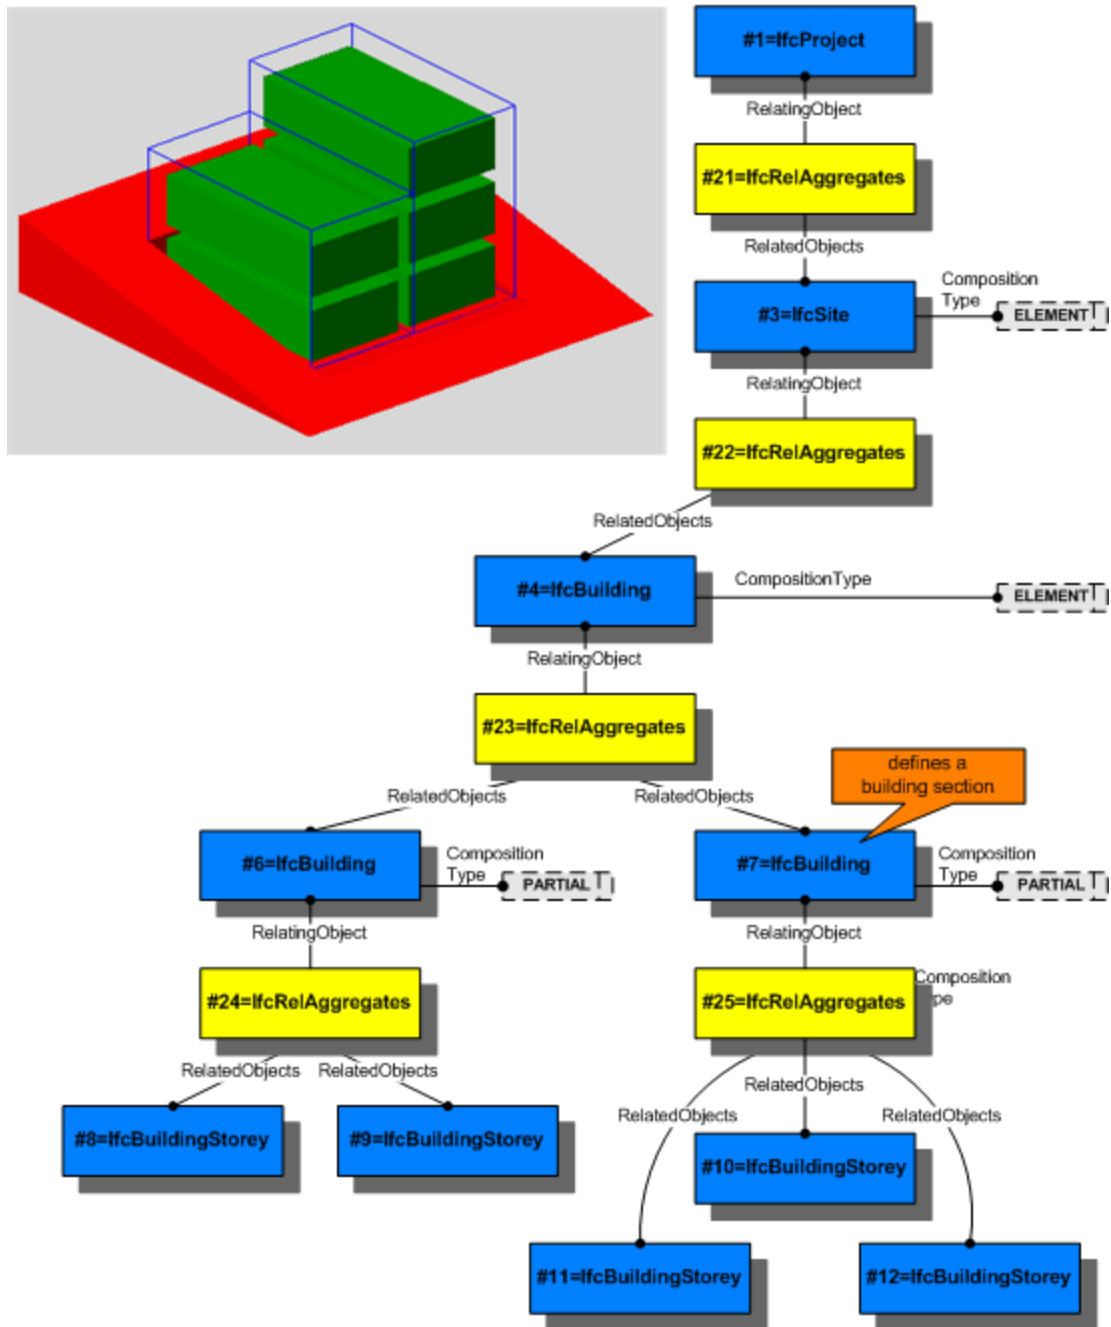 #1=IfcProject
RelatingObject
#21=IfcRelAggregates
RelatedObjects
Composition
Type
#3=IfcSite
ELEMENT
RelatingObject
#22=IfcRelAggregates
RelatedObjects
#4=IfcBuilding
CompositionType
ELEMENT
RelatingObject
#23=IfcRelAggregates
defines a
building section
RelatedObjects
RelatedObjects
#6=IfcBuilding
Composition
Type
PARTIAL
#7=IfcBuilding
Composition
Type
PARTIAL
RelatingObject
RelatingObject
#24=IfcRelAggregates
#25=IfcRelAggregates
Composition
pe
RelatedObjects
RelatedObjects
RelatedObjects
RelatedObjects
RelatedObjects
#8=IfcBuildingStorey
#9=IfcBuildingStorey
#10=IfcBuildingStorey
#11=IfcBuildingStorey
#12=IfcBuildingStorey